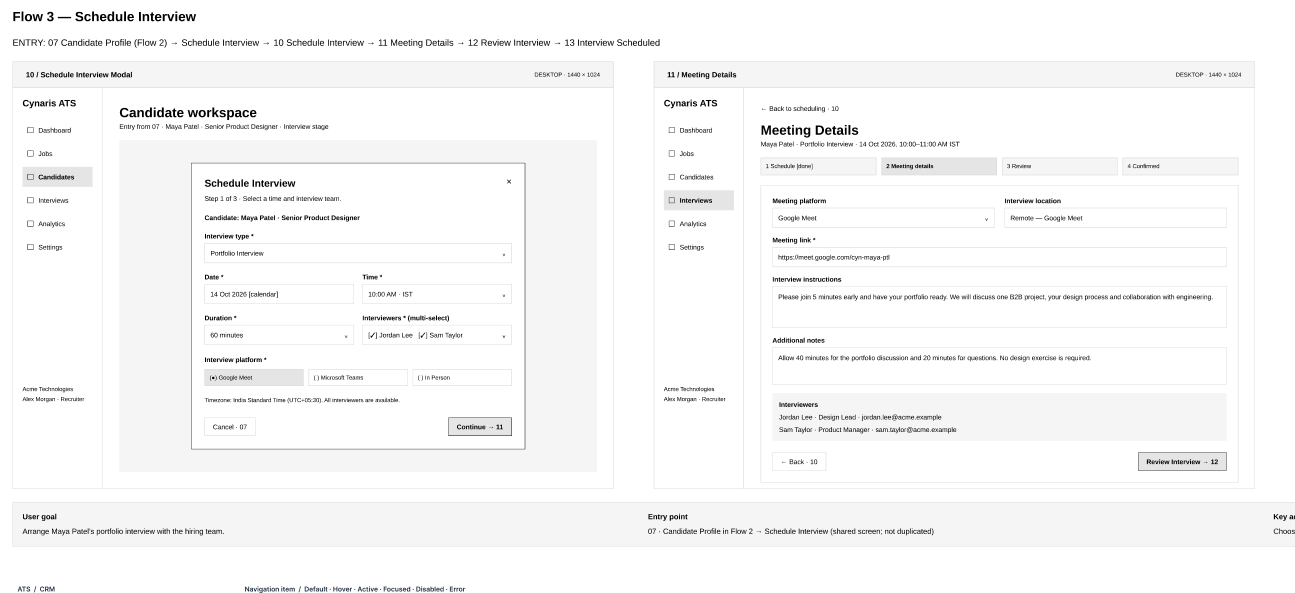 Flow 3 — Schedule Interview
ENTRY: 07 Candidate Profile (Flow 2) → Schedule Interview → 10 Schedule Interview → 11 Meeting Details → 12 Review Interview → 13 Interview Scheduled
10 / Schedule Interview Modal
DESKTOP · 1440 × 1024
Cynaris ATS
Dashboard
Jobs
Candidates
Interviews
Analytics
Settings
Acme Technologies
Alex Morgan · Recruiter
Candidate workspace
Entry from 07 · Maya Patel · Senior Product Designer · Interview stage
Schedule Interview
×
Step 1 of 3 · Select a time and interview team.
Candidate: Maya Patel · Senior Product Designer
Interview type *
Portfolio Interview
Date *
Time *
14 Oct 2026 [calendar]
10:00 AM · IST
Duration *
Interviewers * (multi-select)
60 minutes
[✓] Jordan Lee [✓] Sam Taylor
Interview platform *
(●) Google Meet
( ) Microsoft Teams
( ) In Person
Timezone: India Standard Time (UTC+05:30). All interviewers are available.
Cancel · 07
Continue → 11
11 / Meeting Details
DESKTOP · 1440 × 1024
Cynaris ATS
Dashboard
Jobs
Candidates
Interviews
Analytics
Settings
Acme Technologies
Alex Morgan · Recruiter
← Back to scheduling · 10
Meeting Details
Maya Patel · Portfolio Interview · 14 Oct 2026, 10:00–11:00 AM IST
1 Schedule [done]
2 Meeting details
3 Review
4 Confirmed
Meeting platform
Interview location
Google Meet
Remote — Google Meet
Meeting link *
https://meet.google.com/cyn-maya-ptl
Interview instructions
Please join 5 minutes early and have your portfolio ready. We will discuss one B2B project, your design process and collaboration with engineering.
Additional notes
Allow 40 minutes for the portfolio discussion and 20 minutes for questions. No design exercise is required.
Interviewers
Jordan Lee · Design Lead · jordan.lee@acme.example
Sam Taylor · Product Manager · sam.taylor@acme.example
← Back · 10
Review Interview → 12
User goal
Arrange Maya Patel's portfolio interview with the hiring team.
Entry point
07 · Candidate Profile in Flow 2 → Schedule Interview (shared screen; not duplicated)
Key
ATS / CRM
Navigation item / Default · Hover · Active · Focused · Disabled · Error